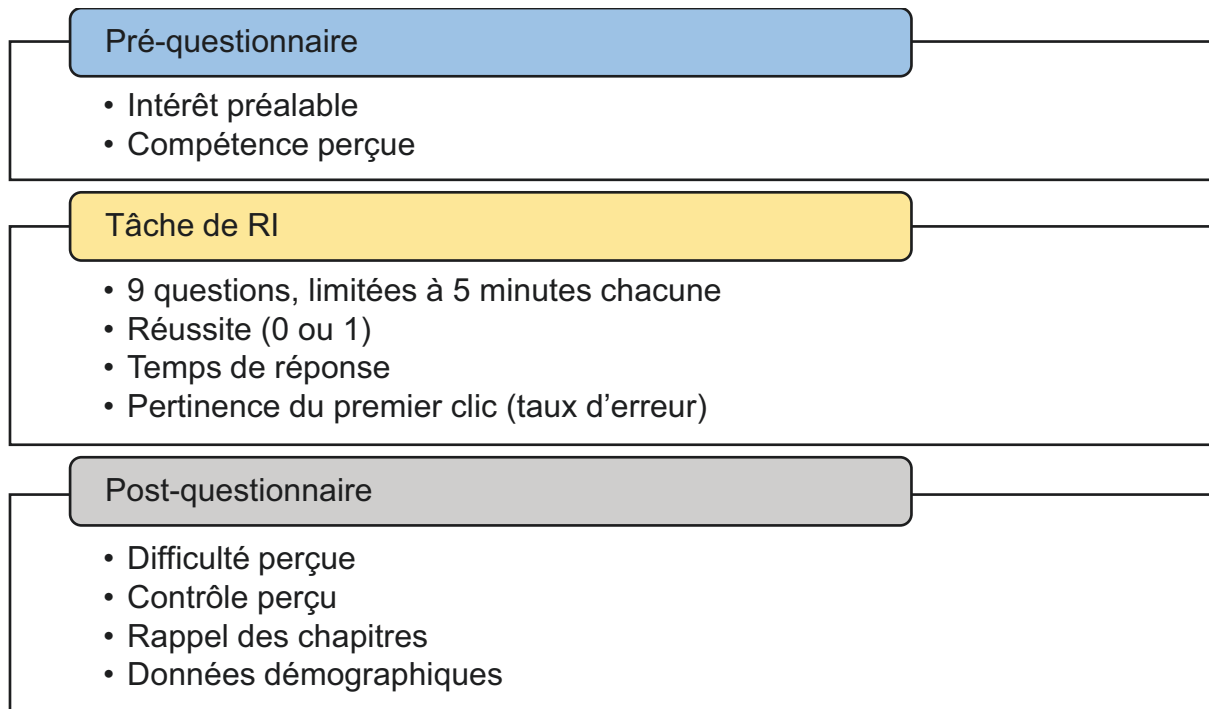 Pré-questionnaire
• Intérêt préalable
• Compétence perçue
Tâche de RI
• 9 questions, limitées à 5 minutes chacune
• Réussite (0 ou 1)
• Temps de réponse
• Pertinence du premier clic (taux d’erreur)
Post-questionnaire
• Difficulté perçue
• Contrôle perçu
• Rappel des chapitres
• Données démographiques